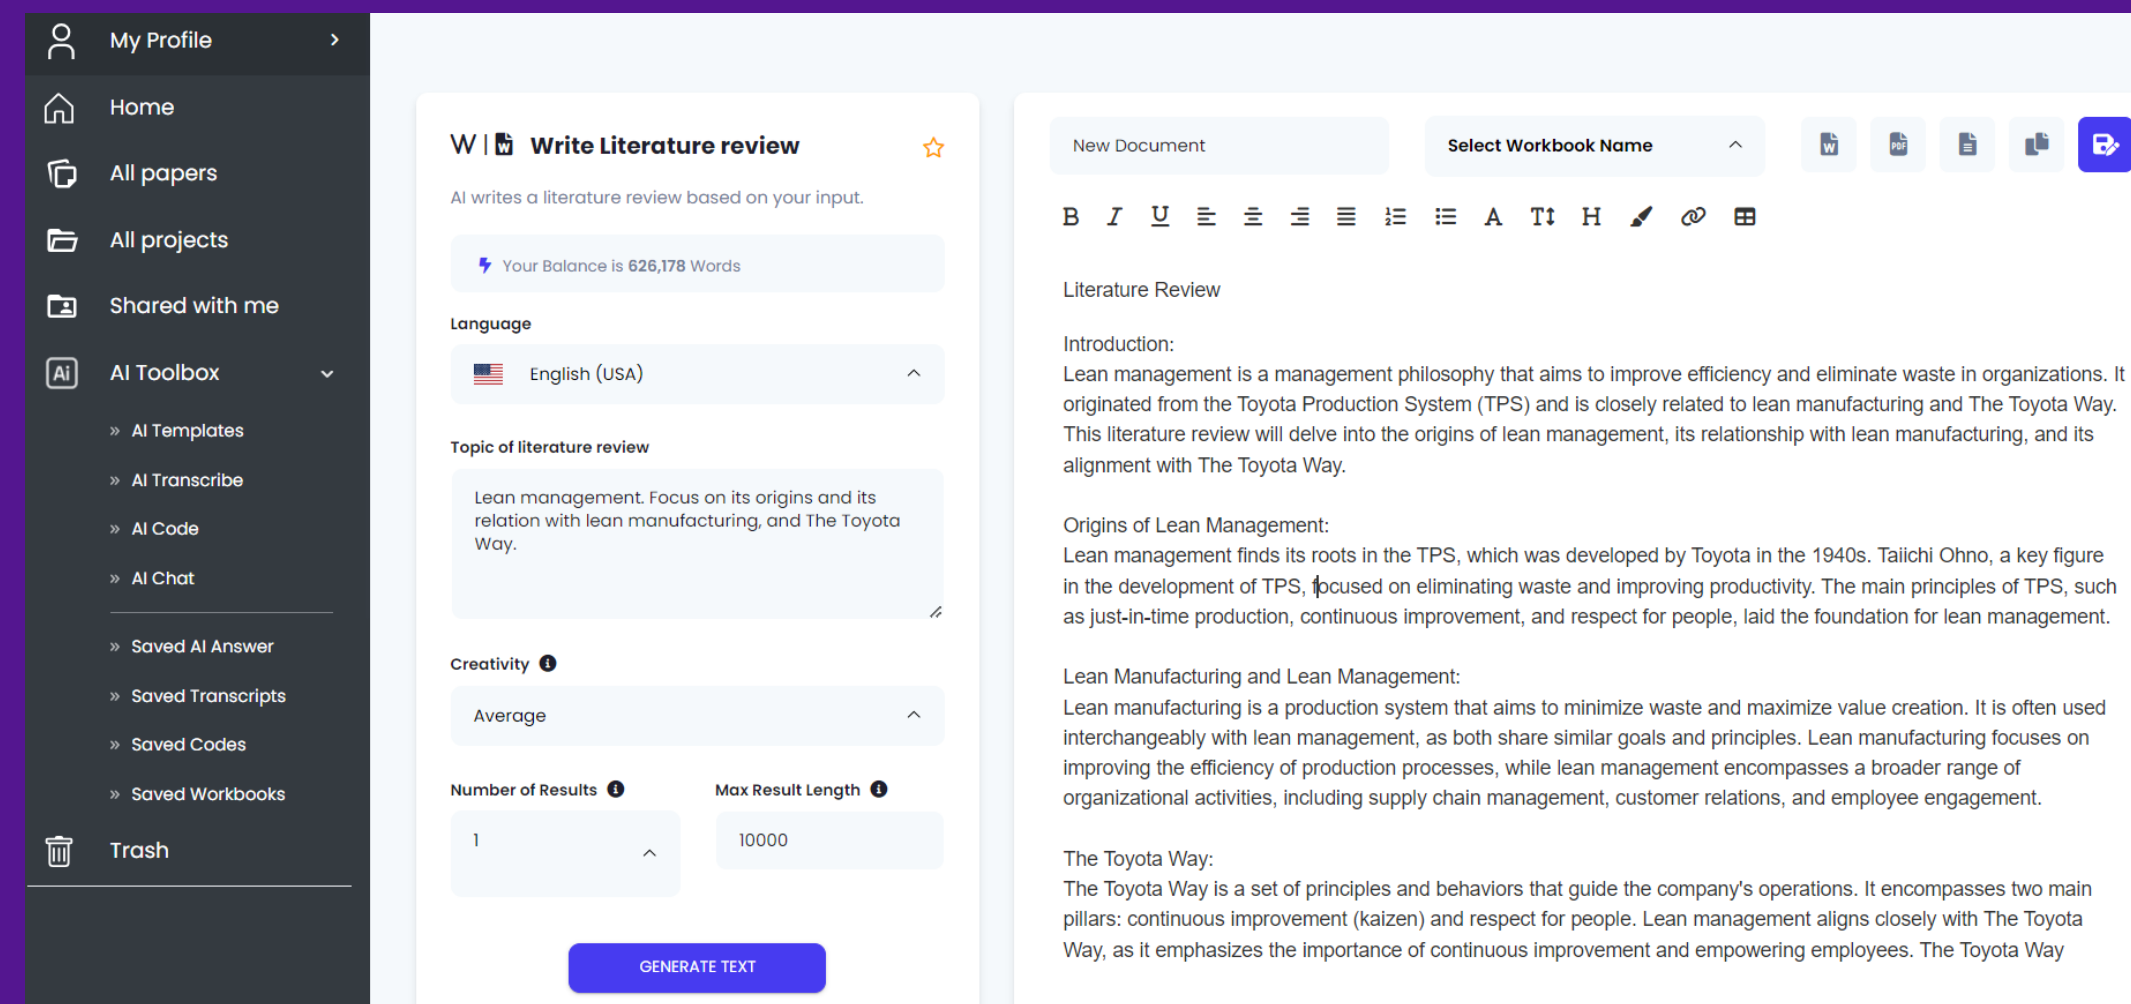 My Profile
Home
All papers
All projects
Shared with me
Ai AI Toolbox
» AI Templates
» AI Transcribe
» AI Code
» AI Chat
» Saved AI Answer
» Saved Transcripts
» Saved Codes
» Saved Workbooks
Trash
W | W Write Literature review
AI writes a literature review based on your input.
Your Balance is 626,178 Words
Language
English (USA)
Topic of literature review
Lean management. Focus on its origins and its
relation with lean manufacturing, and The Toyota
Way.
Creativity
Average
Number of Results
1
Max Result Length
10000
GENERATE TEXT
New Document
Select Workbook Name
W PDF
B I U A T H
Literature Review
Introduction:
Lean management is a management philosophy that aims to improve efficiency and eliminate waste in organizations. It
originated from the Toyota Production System (TPS) and is closely related to lean manufacturing and The Toyota Way.
This literature review will delve into the origins of lean management, its relationship with lean manufacturing, and its
alignment with The Toyota Way.
Origins of Lean Management:
Lean management finds its roots in the TPS, which was developed by Toyota in the 1940s. Taiichi Ohno, a key figure
in the development of TPS, focused on eliminating waste and improving productivity. The main principles of TPS, such
as just-in-time production, continuous improvement, and respect for people, laid the foundation for lean management.
Lean Manufacturing and Lean Management:
Lean manufacturing is a production system that aims to minimize waste and maximize value creation. It is often used
interchangeably with lean management, as both share similar goals and principles. Lean manufacturing focuses on
improving the efficiency of production processes, while lean management encompasses a broader range of
organizational activities, including supply chain management, customer relations, and employee engagement.
The Toyota Way:
The Toyota Way is a set of principles and behaviors that guide the company's operations. It encompasses two main
pillars: continuous improvement (kaizen) and respect for people. Lean management aligns closely with The Toyota
Way, as it emphasizes the importance of continuous improvement and empowering employees. The Toyota Way